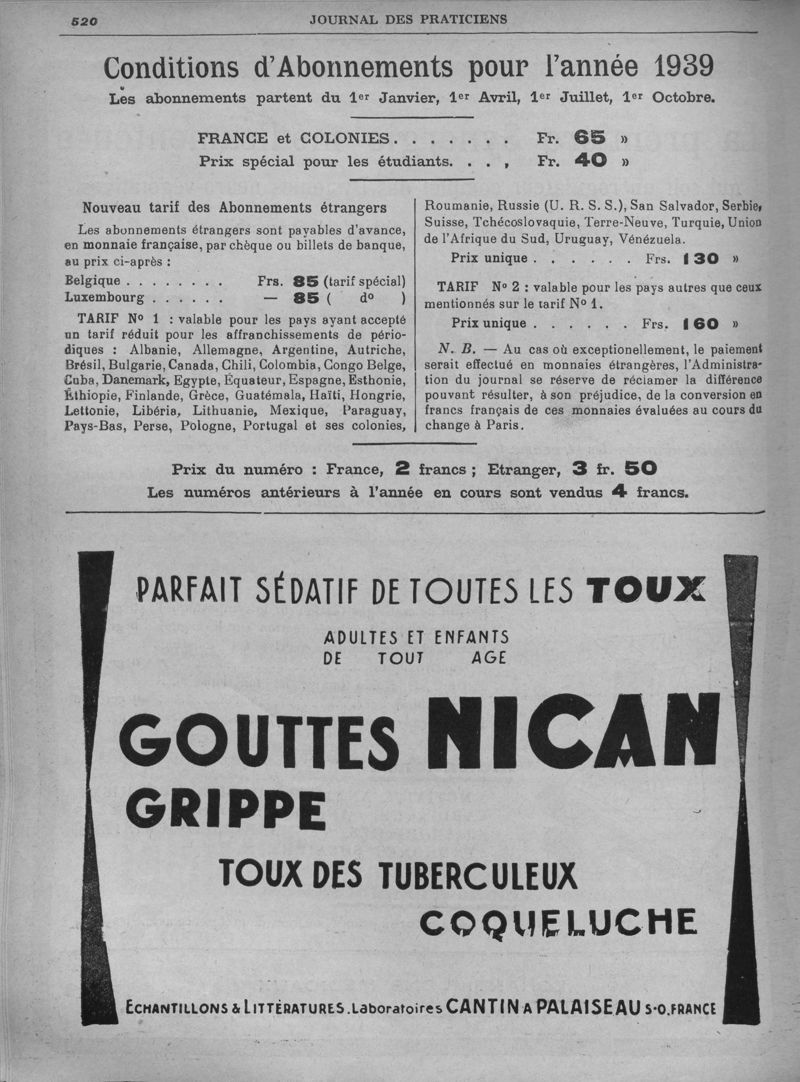 520
JOURNAL DES PRATICIENS
Conditions d'Abonnements pour l'année 1939
Les abonnements partent du 1er Janvier, 1er Avril, 1er Juillet, 1er Octobre.
FRANCE et COLONIES. . . . . . . Fr. 65 »
Prix spécial pour les étudiants. . . , Fr. 40 »
Nouveau tarif des Abonnements étrangers
Les abonnements étrangers sont payables d'avance,
en monnaie française, par chèque ou billets de banque,
au prix ci-après :
Belgique . . . . . . . . Frs. 85 (tarif spécial)
Luxembourg . . . . . . — 85 ( do )
TARIF No 1 : valable pour les pays ayant accepté
un tarif réduit pour les affranchissements de pério-
diques : Albanie, Allemagne, Argentine, Autriche,
Brésil, Bulgarie, Canada, Chili, Colombia, Congo Belge,
Cuba, Danemark, Egypte, Equateur, Espagne, Esthonie,
Éthiopie, Finlande, Grèce, Guatémala, Haïti, Hongrie,
Lettonie, Libéria, Lithuanie, Mexique, Paraguay,
Pays-Bas, Perse, Pologne, Portugal et ses colonies,
Roumanie, Russie (U. R. S. S.), San Salvador, Serbie,
Suisse, Tchécoslovaquie, Terre-Neuve, Turquie, Union
de l'Afrique du Sud, Uruguay, Vénézuela.
Prix unique . . . . . . Frs. 130 »
TARIF No 2 : valable pour les pays autres que ceux
mentionnés sur le tarif No 1.
Prix unique . . . . . . Frs. 160 »
N. B. — Au cas où exceptionellement, le paiement
serait effectué en monnaies étrangères, l'Administra-
tion du journal se réserve de réclamer la différence
pouvant résulter, à son préjudice, de la conversion en
francs français de ces monnaies évaluées au cours du
change à Paris.
Prix du numéro : France, 2 francs ; Etranger, 3 fr. 50
Les numéros antérieurs à l'année en cours sont vendus 4 francs.
PARFAIT SÉDATIF DE TOUTES LES TOUX
ADULTES ET ENFANTS
DE TOUT AGE
GOUTTES NICAN
GRIPPE
TOUX DES TUBERCULEUX
COQUELUCHE
ECHANTILLONS & LITTÉRATURES. Laboratoires CANTIN A PALAISEAU S-O. FRANCE